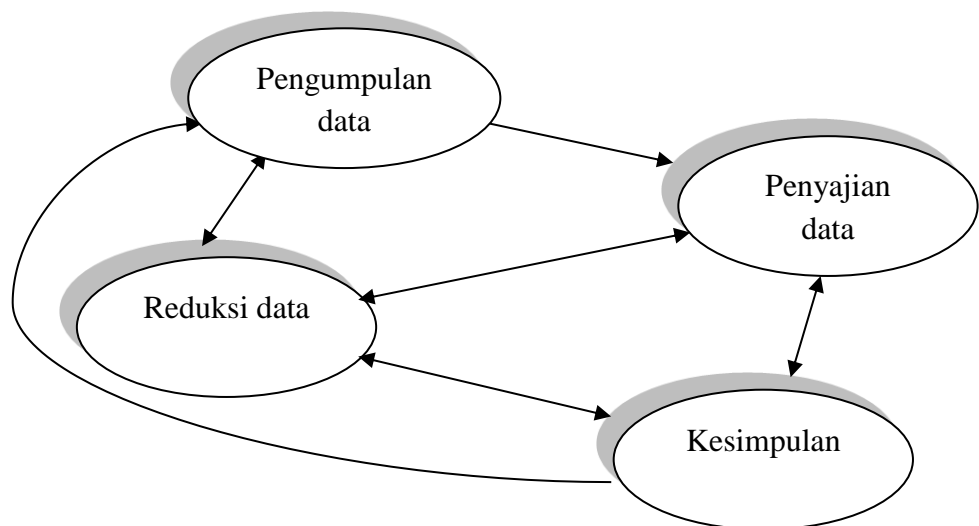 Pengumpulan
data
Penyajian
data
Reduksi data
Kesimpulan